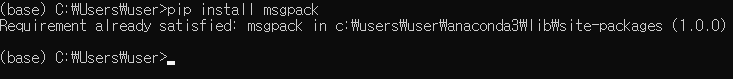 (base) C:₩Users₩user>pip install msgpack
Requirement already satisfied: msgpack in c:₩users₩user₩anaconda3₩lib₩site-packages (1.0.0)
(base) C:₩Users₩user>